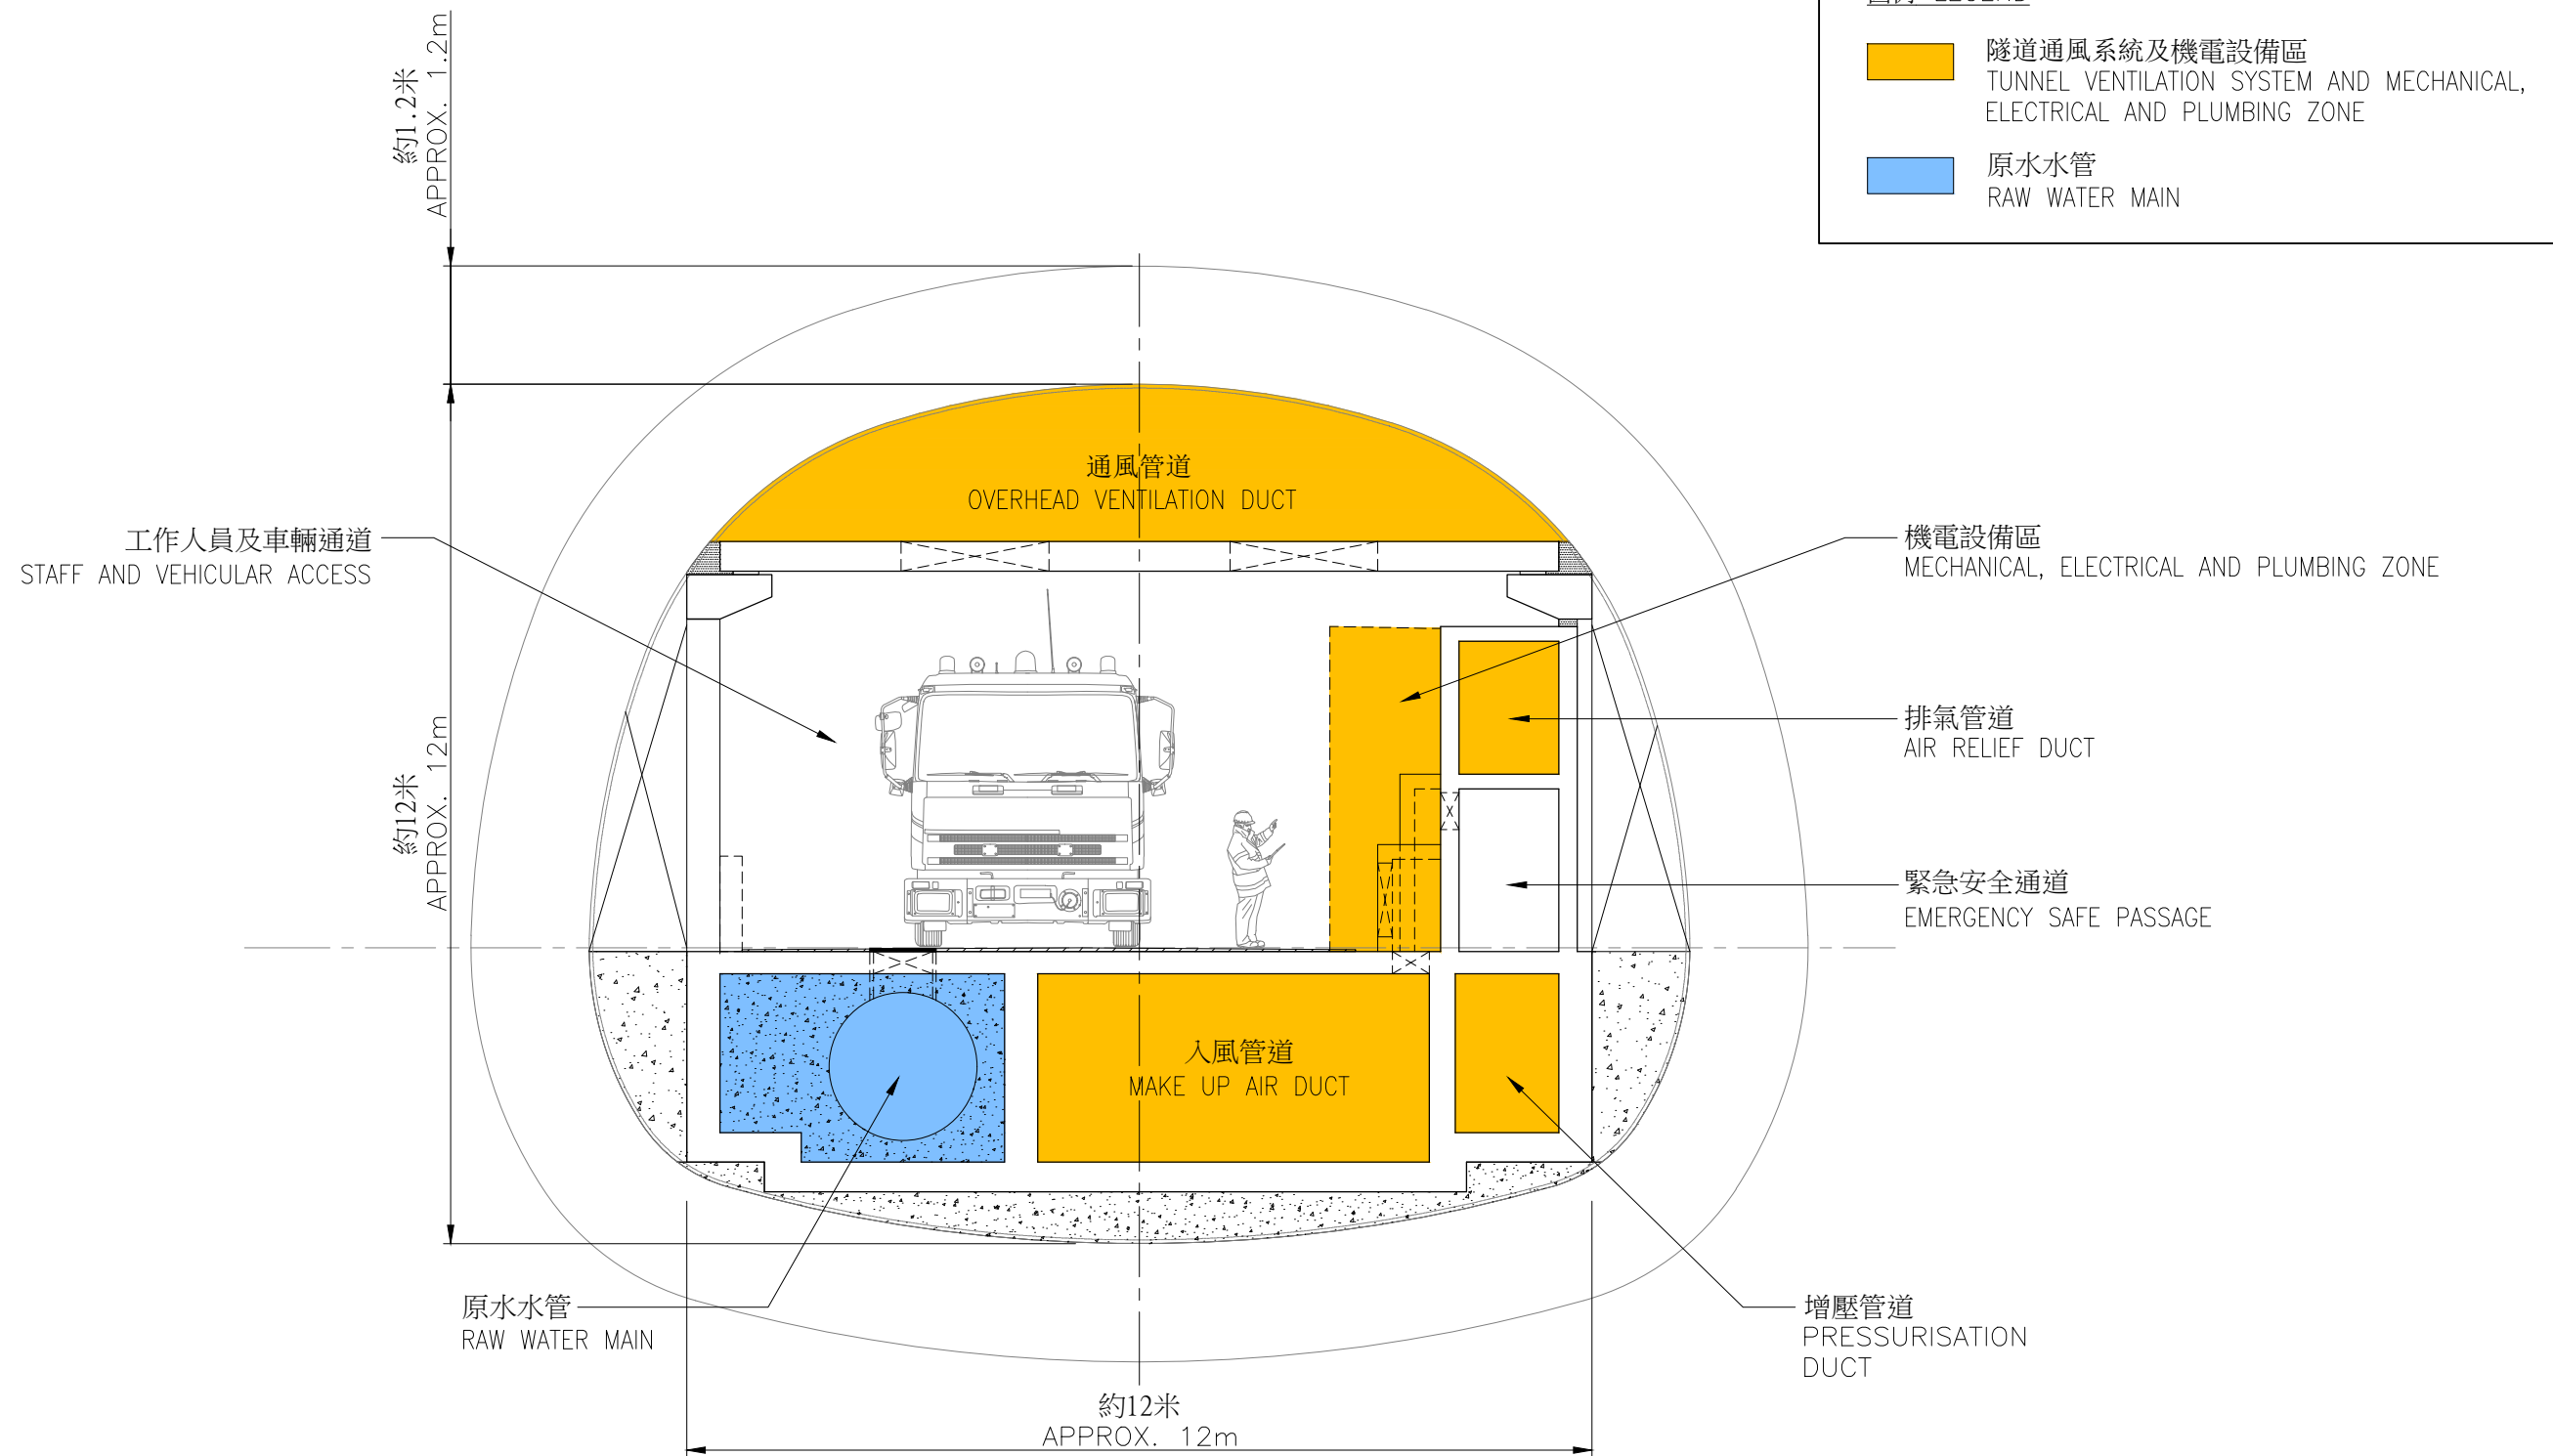 隧道通風系統及機電設備區
TUNNEL VENTILATION SYSTEM AND MECHANICAL,
ELECTRICAL AND PLUMBING ZONE
原水水管
RAW WATER MAIN
約1.2米
APPROX. 1.2m
通風管道
OVERHEAD VENTILATION DUCT
工作人員及車輛通道
STAFF AND VEHICULAR ACCESS
機電設備區
MECHANICAL, ELECTRICAL AND PLUMBING ZONE
排氣管道
AIR RELIEF DUCT
約12米
APPROX. 12m
緊急安全通道
EMERGENCY SAFE PASSAGE
入風管道
MAKE UP AIR DUCT
原水水管
RAW WATER MAIN
增壓管道
PRESSURISATION
DUCT
約12米
APPROX. 12m